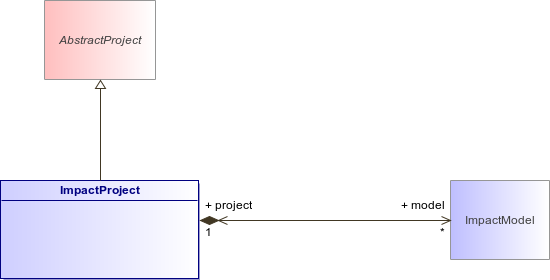 AbstractProject
ImpactProject
+ project
+ model
ImpactModel
1
*